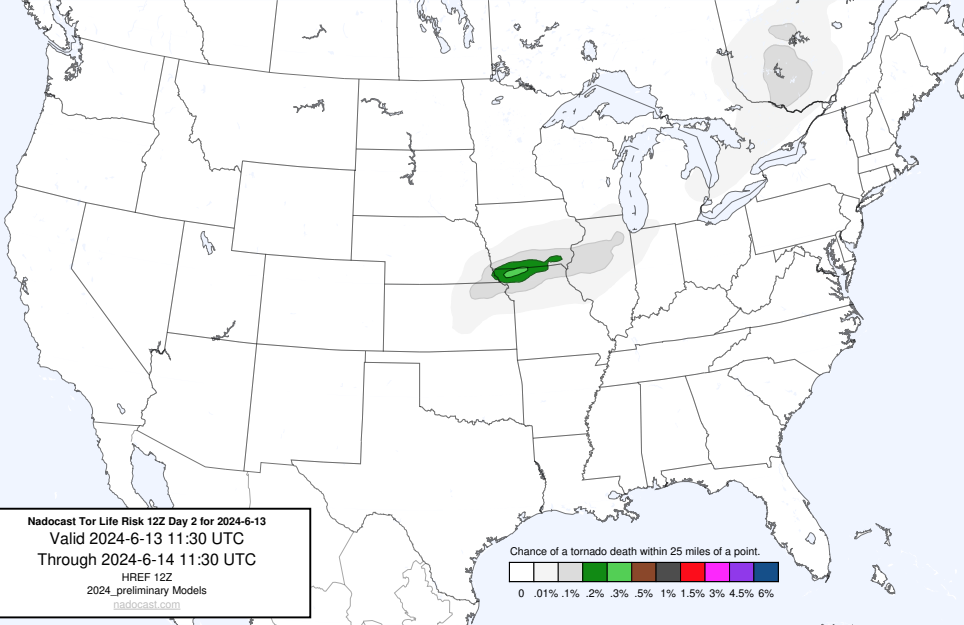 Nadocast Tor Life Risk 12Z Day 2 for 2024-6-13
Valid 2024-6-13 11:30 UTC
Through 2024-6-14 11:30 UTC
HREF 12Z
2024_preliminary Models
nadocast.com
Chance of a tornado death within 25 miles of a point.
0 .01% .1% .2% .3% .5% 1% 1.5% 3% 4.5% 6%